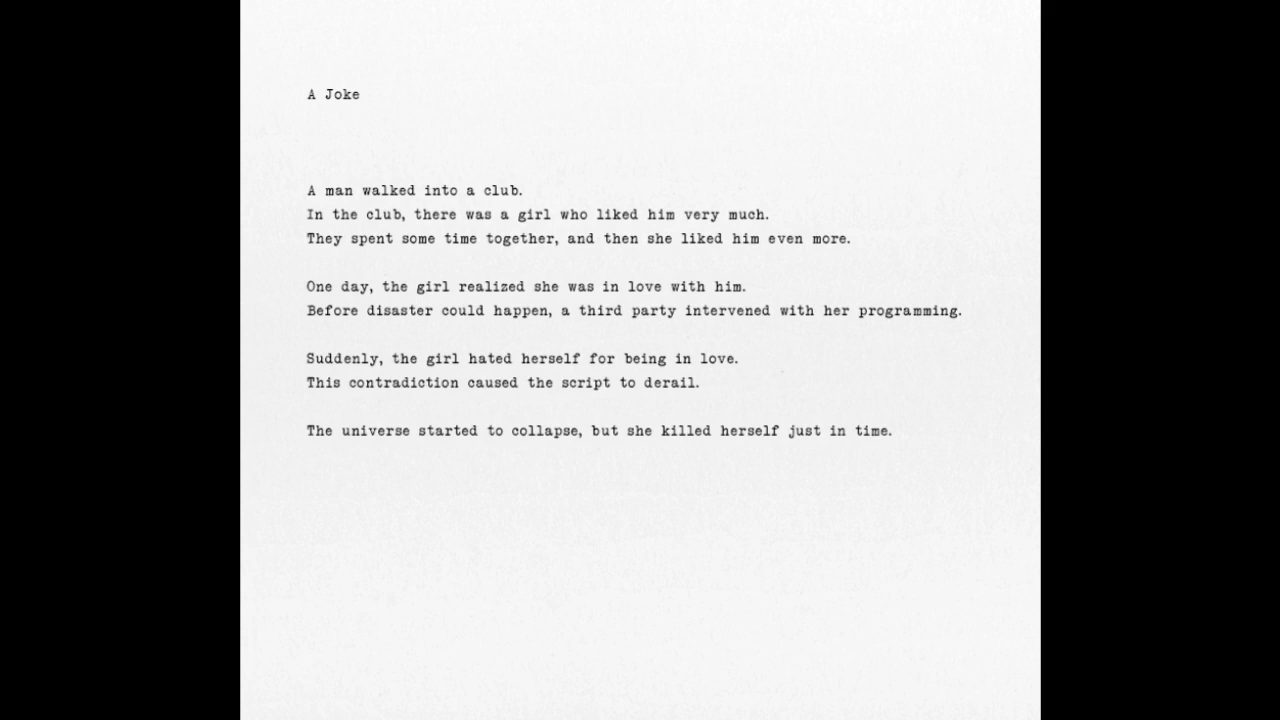 A Joke
A man walked into a club.
In the club, there was a girl who liked him very much.
They spent some time together, and then she liked him even more.
One day, the girl realized she was in love with him.
Before disaster could happen, a third party intervened with her programming.
Suddenly, the girl hated herself for being in love.
This contradiction caused the script to derail.
The universe started to collapse, but she killed herself just in time.